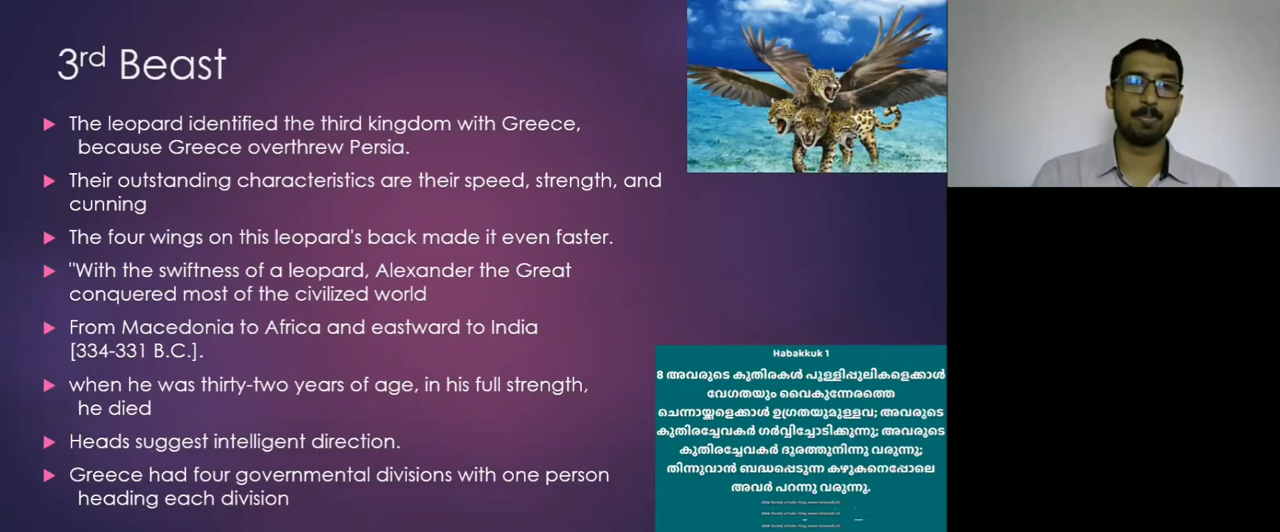 3rd Beast
The leopard identified the third kingdom with Greece,
because Greece overthrew Persia.
Their outstanding characteristics are their speed, strength, and
cunning
The four wings on this leopard's back made it even faster.
"With the swiftness of a leopard, Alexander the Great
conquered most of the civilized world
From Macedonia to Africa and eastward to India
[334-331 B.C.].
when he was thirty-two years of age, in his full strength,
he died
Heads suggest intelligent direction.
Greece had four governmental divisions with one person
heading each division
Habakkuk 1
8 അവരുടെ കുതിരകൾ പുള്ളിപ്പുലികളെക്കാൾ
വേഗതയും വൈകുന്നേരത്തെ
ചെന്നായ്ക്കളെക്കാൾ ഉഗ്രതയുമുള്ളവ; അവരുടെ
കുതിരച്ചേവകർ ഗർവ്വിച്ചോടിക്കുന്നു; അവരുടെ
കുതിരച്ചേവകർ ദൂരത്തുനിന്നു വരുന്നു;
തിന്നുവാൻ ബദ്ധപ്പെടുന്ന കഴുകനെപ്പോലെ
അവർ പറന്നു വരുന്നു.